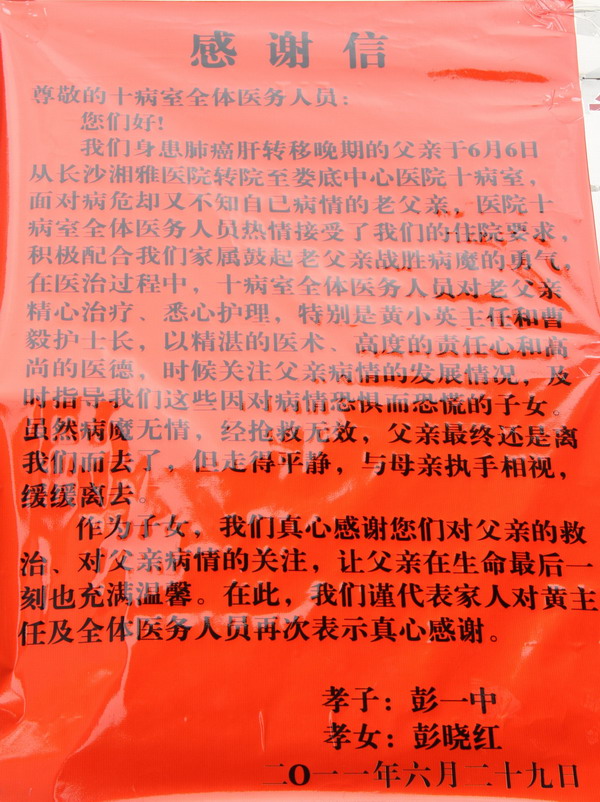 感谢信
尊敬的十病室全体医务人员：
您们好！
我们身患肺癌肝转移晚期的父亲于6月6日
从长沙湘雅医院转院至娄底中心医院十病室，
面对病危却又不知自已病情的老父亲，医院十
病室全体医务人员热情接受了我们的住院要求，
积极配合我们家属鼓起老父亲战胜病魔的勇气。
在医治过程中，十病室全体医务人员对老父亲
精心治疗、悉心护理，特别是黄小英主任和曹
毅护士长，以精湛的医术、高度的责任心和高
尚的医德，时候关注父亲病情的发展情况，及
时指导我们这些因对病情恐惧而恐慌的子女。
虽然病魔无情，经抢救无效，父亲最终还是离
我们而去了，但走得平静，与母亲执手相视，
缓缓离去。
作为子女，我们真心感谢您们对父亲的救
治、对父亲病情的关注，让父亲在生命最后一
刻也充满温馨。在此，我们谨代表家人对黄主
任及全体医务人员再次表示真心感谢。
孝子：彭一中
孝女：彭晓红
二O一一年六月二十九日